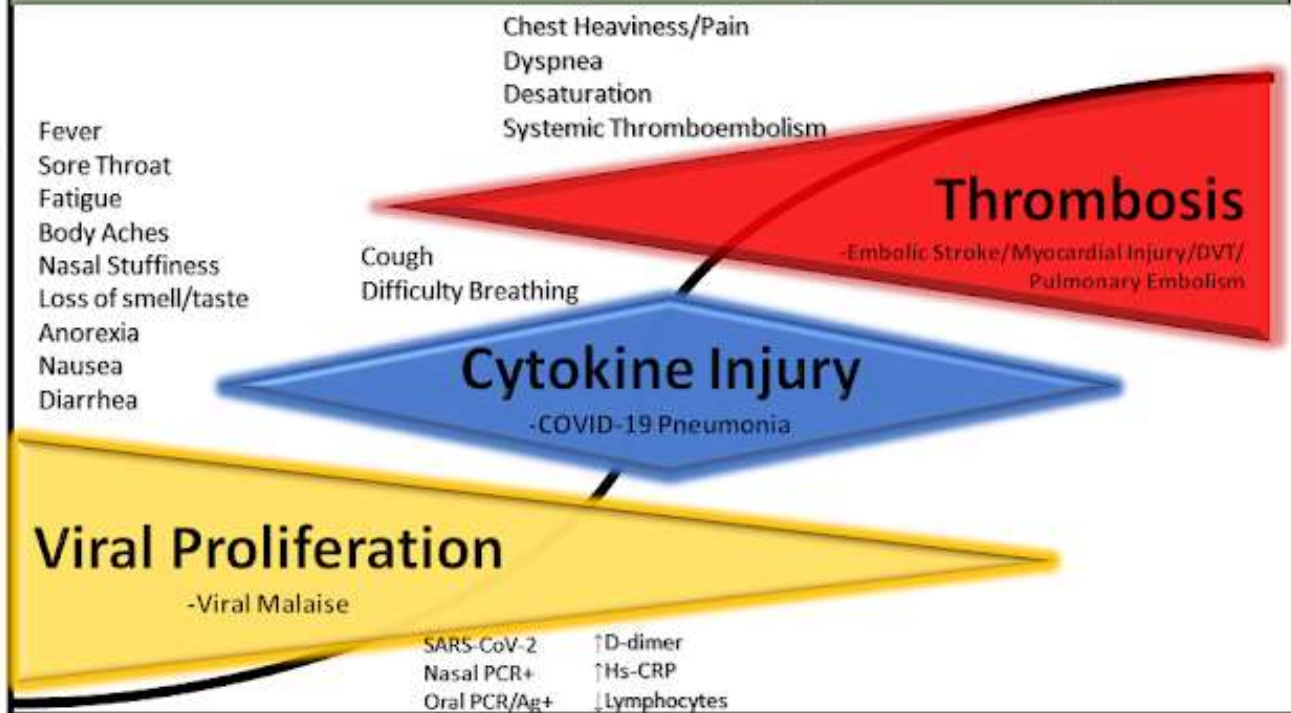 Chest Heaviness/Pain
Dyspnea
Desaturation
Systemic Thromboembolism
Fever
Sore Throat
Fatigue
Body Aches
Nasal Stuffiness
Loss of smell/taste
Anorexia
Nausea
Diarrhea
Cough
Difficulty Breathing
Thrombosis
-Embolic Stroke/Myocardial Injury/DVT/
Pulmonary Embolism
Cytokine Injury
-COVID-19 Pneumonia
Viral Proliferation
-Viral Malaise
SARS-CoV-2
Nasal PCR+
Oral PCR/Ag+
↑D-dimer
↑Hs-CRP
↓Lymphocytes